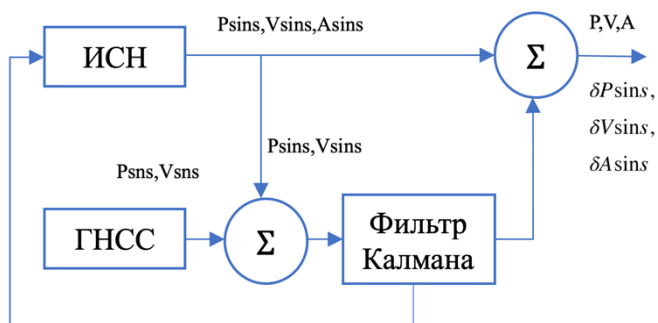 Psins,Vsins,Asins
P,V,A
ИСН
Σ
δPsins,
δVsins,
δAsins
Psins,Vsins
Psns,Vsns
ГНСС
Σ
Фильтр
Калмана